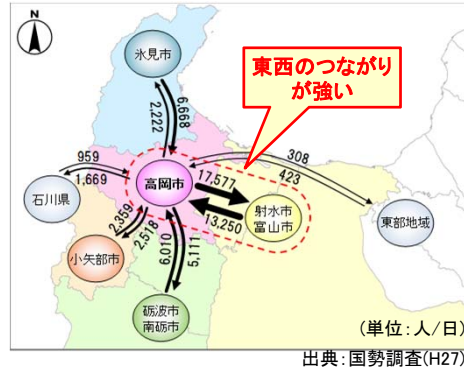 N
氷見市
東西のつながり
が強い
6,668
2,222
959
1,669
308
423
石川県
高岡市
17,577
13,250
射水市
富山市
東部地域
2,359
2,518
小矢部市
6,010
5,111
砺波市
南砺市
(単位:人/日)
出典:国勢調査(H27)